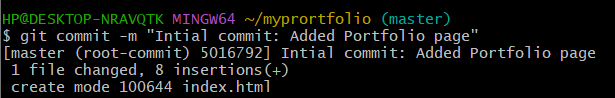 HP@DESKTOP-NRAVQTK MINGW64 ~/myprortfolio (master)
$ git commit -m "Intial commit: Added Portfolio page"
[master (root-commit) 5016792] Intial commit: Added Portfolio page
 1 file changed, 8 insertions(+)
 create mode 100644 index.html